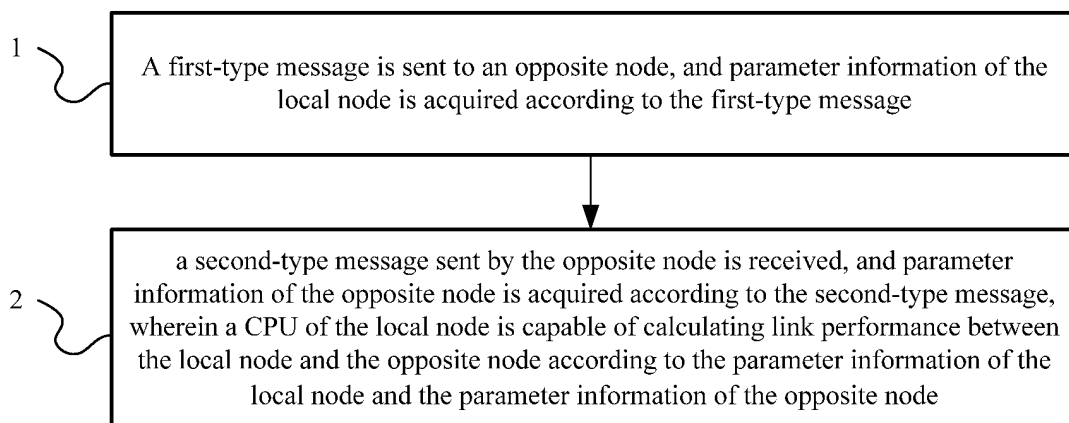 1
A first-type message is sent to an opposite node, and parameter information of the
local node is acquired according to the first-type message
2
a second-type message sent by the opposite node is received, and parameter
information of the opposite node is acquired according to the second-type message,
wherein a CPU of the local node is capable of calculating link performance between
the local node and the opposite node according to the parameter information of the
local node and the parameter information of the opposite node